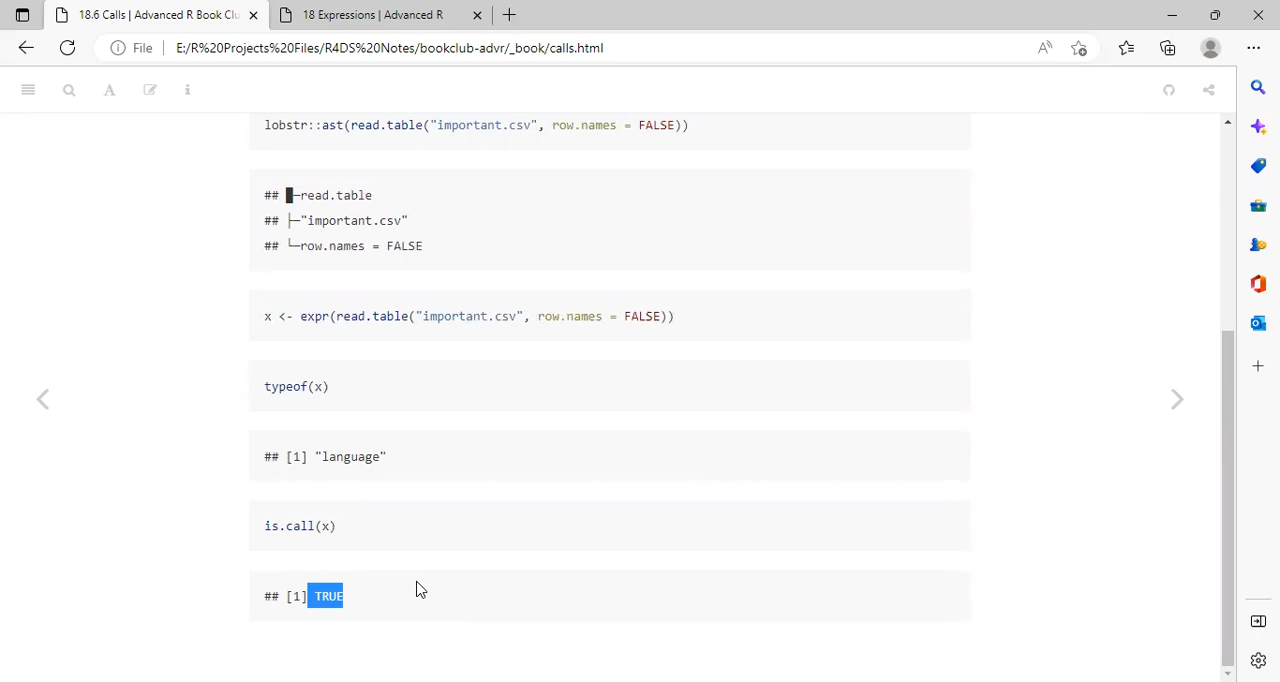 18.6 Calls | Advanced R Book Clu
18 Expressions | Advanced R
File
E:/R%20Projects%20Files/R4DS%20Notes/bookclub-advr/_book/calls.html
lobstr::ast(read.table("important.csv", row.names = FALSE))
## █─read.table
## ├─"important.csv"
## └─row.names = FALSE
x <- expr(read.table("important.csv", row.names = FALSE))
typeof(x)
## [1] "language"
is.call(x)
## [1] TRUE